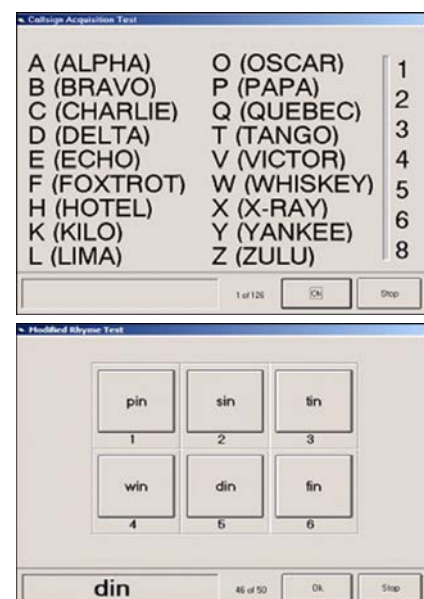 Callsign Acquisition Test
A (ALPHA) O (OSCAR) 1
B (BRAVO) P (PAPA) 2
C (CHARLIE) Q (QUEBEC) 3
D (DELTA) T (TANGO) 4
E (ECHO) V (VICTOR) 5
F (FOXTROT) W (WHISKEY) 6
H (HOTEL) X (X-RAY) 8
K (KILO) Y (YANKEE)
L (LIMA) Z (ZULU)
1 of 126 Ok Stop
Modified Rhyme Test
pin sin tin
1 2 3
win din fin
4 5 6
din 46 of 50 Ok Stop